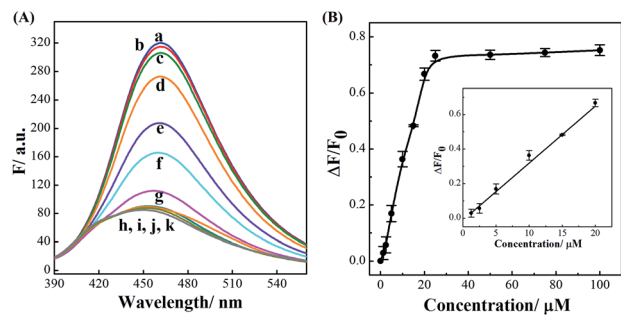 (A)
320
280
240
200
160
120
80
40
0
F/ a.u.
a
b
c
d
e
f
g
h, i, j, k
390 420 450 480 510 540
Wavelength/ nm
(B)
0.8
0.6
0.4
0.2
0.0
ΔF/F0
0 20 40 60 80 100
Concentration/ μM
0.6
0.4
0.2
0.0
ΔF/F0
0 5 10 15 20
Concentration/ μM